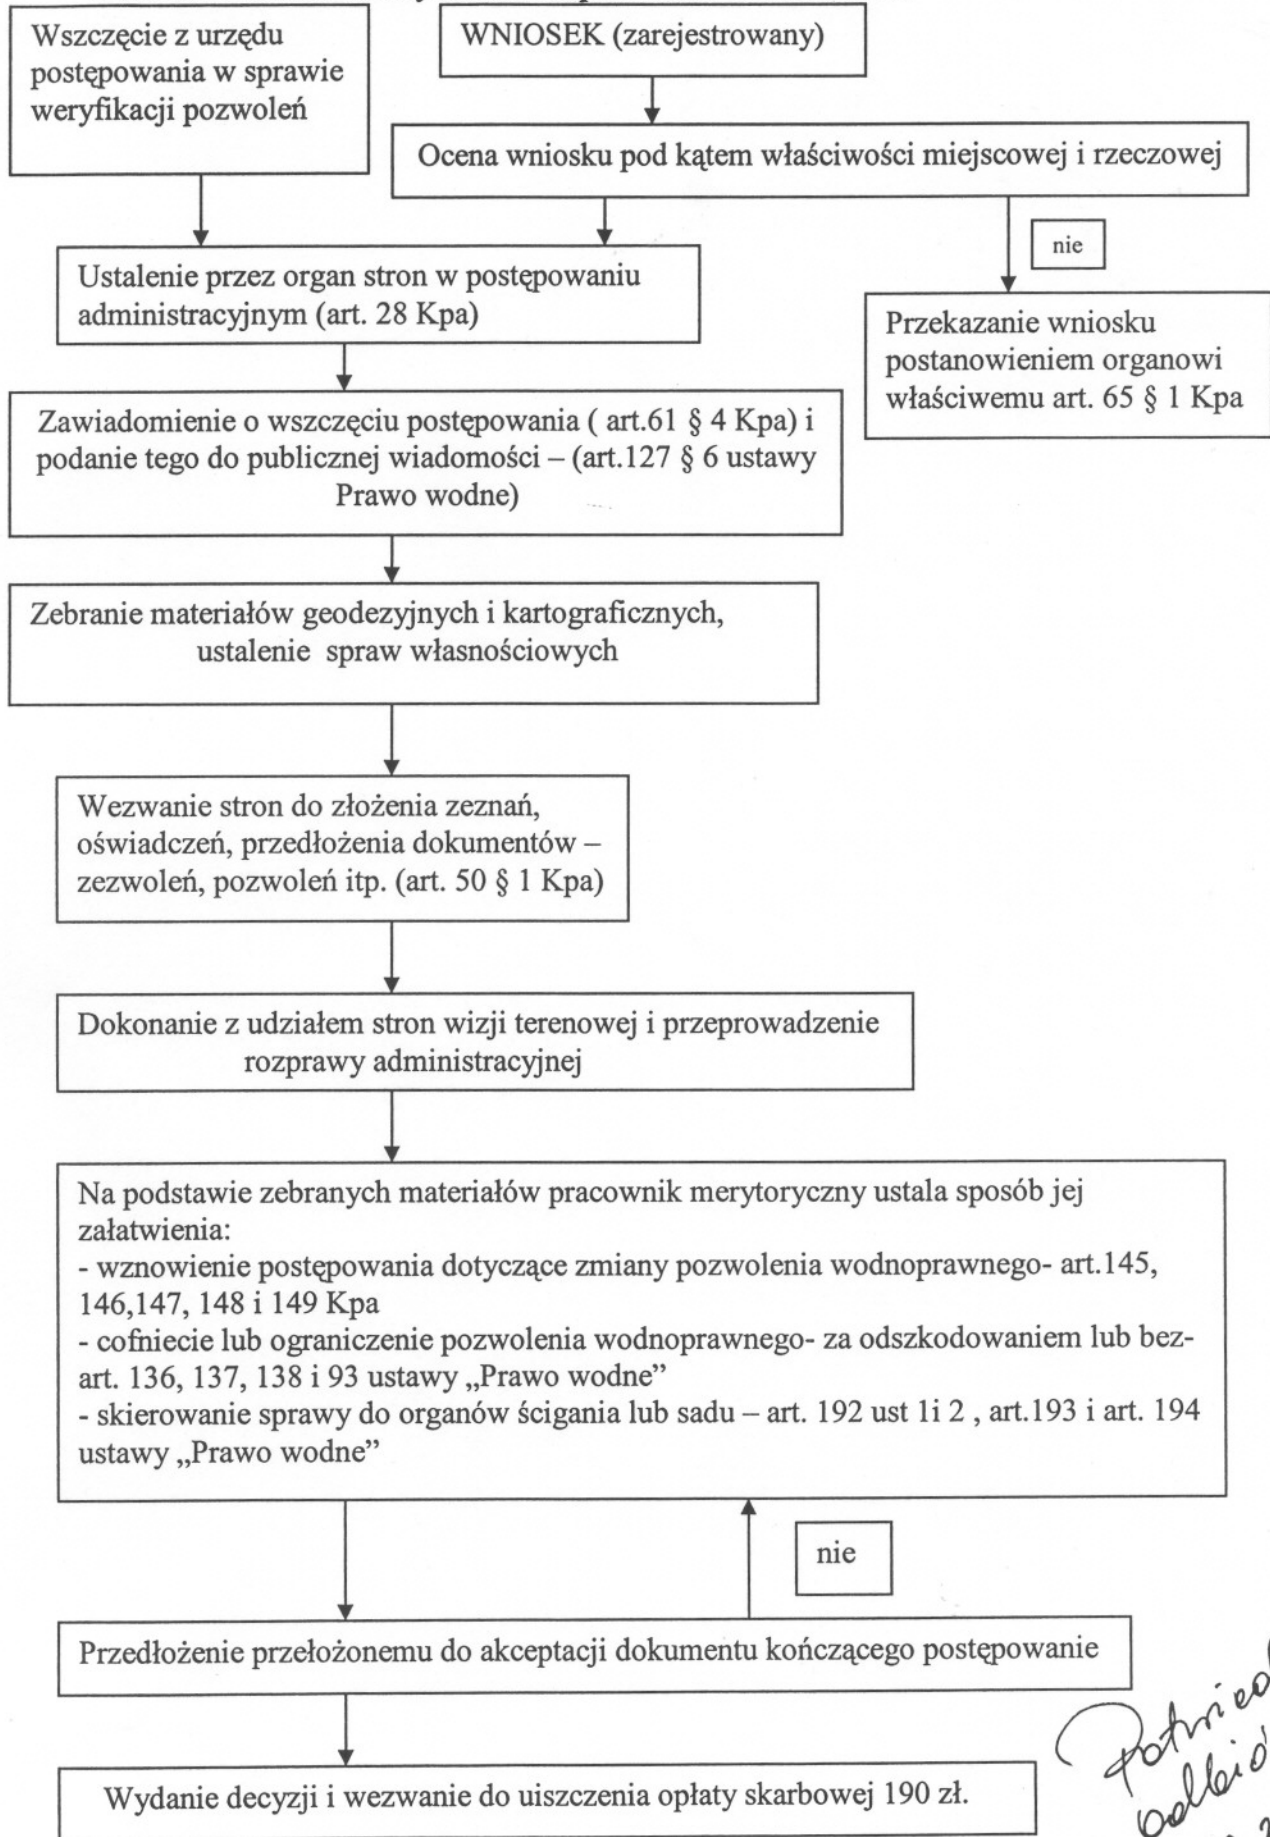 Wszczęcie z urzędu
postępowania w sprawie
weryfikacji pozwoleń
WNIOSEK (zarejestrowany)
Ocena wniosku pod kątem właściwości miejscowej i rzeczowej
nie
Ustalenie przez organ stron w postępowaniu
administracyjnym (art. 28 Kpa)
Przekazanie wniosku
postanowieniem organowi
właściwemu art. 65 § 1 Kpa
Zawiadomienie o wszczęciu postępowania ( art.61 § 4 Kpa) i
podanie tego do publicznej wiadomości – (art.127 § 6 ustawy
Prawo wodne)
Zebranie materiałów geodezyjnych i kartograficznych,
ustalenie spraw własnościowych
Wezwanie stron do złożenia zeznań,
oświadczeń, przedłożenia dokumentów –
zezwoleń, pozwoleń itp. (art. 50 § 1 Kpa)
Dokonanie z udziałem stron wizji terenowej i przeprowadzenie
rozprawy administracyjnej
Na podstawie zebranych materiałów pracownik merytoryczny ustala sposób jej
załatwienia:
- wznowienie postępowania dotyczące zmiany pozwolenia wodnoprawnego- art.145,
146,147, 148 i 149 Kpa
- cofniecie lub ograniczenie pozwolenia wodnoprawnego- za odszkodowaniem lub bez-
art. 136, 137, 138 i 93 ustawy „Prawo wodne”
- skierowanie sprawy do organów ścigania lub sadu – art. 192 ust 1i 2 , art.193 i art. 194
ustawy „Prawo wodne”
nie
Przedłożenie przełożonemu do akceptacji dokumentu kończącego postępowanie
Wydanie decyzji i wezwanie do uiszczenia opłaty skarbowej 190 zł.